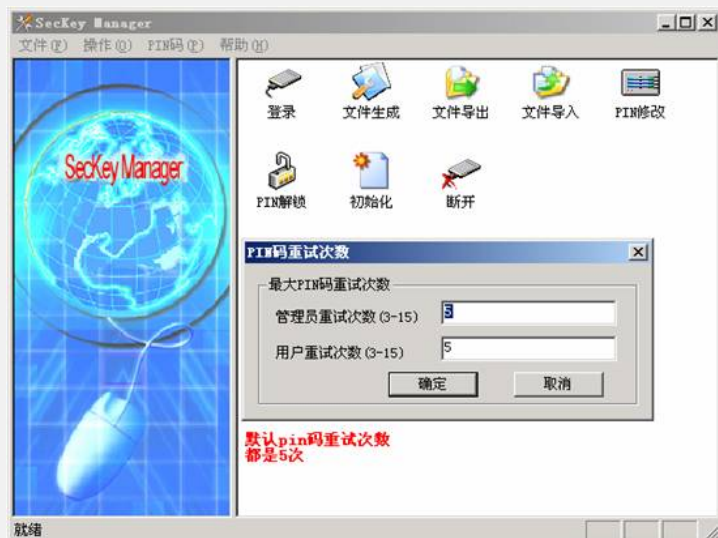 SecKey Manager
文件(F) 操作(O) PIN码(P) 帮助(H)
SecKey Manager
登录 文件生成 文件导出 文件导入 PIN修改
PIN解锁 初始化 断开
PIN码重试次数
最大PIN码重试次数
管理员重试次数(3-15) 5
用户重试次数(3-15) 5
确定 取消
默认pin码重试次数
都是5次
就绪